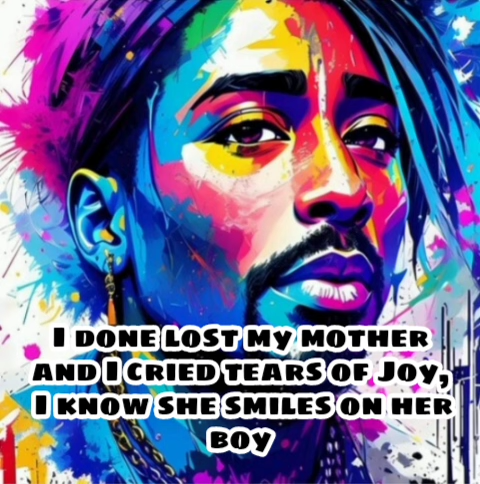 I done lost my mother
and I cried tears of Joy,
I know she smiles on her
boy